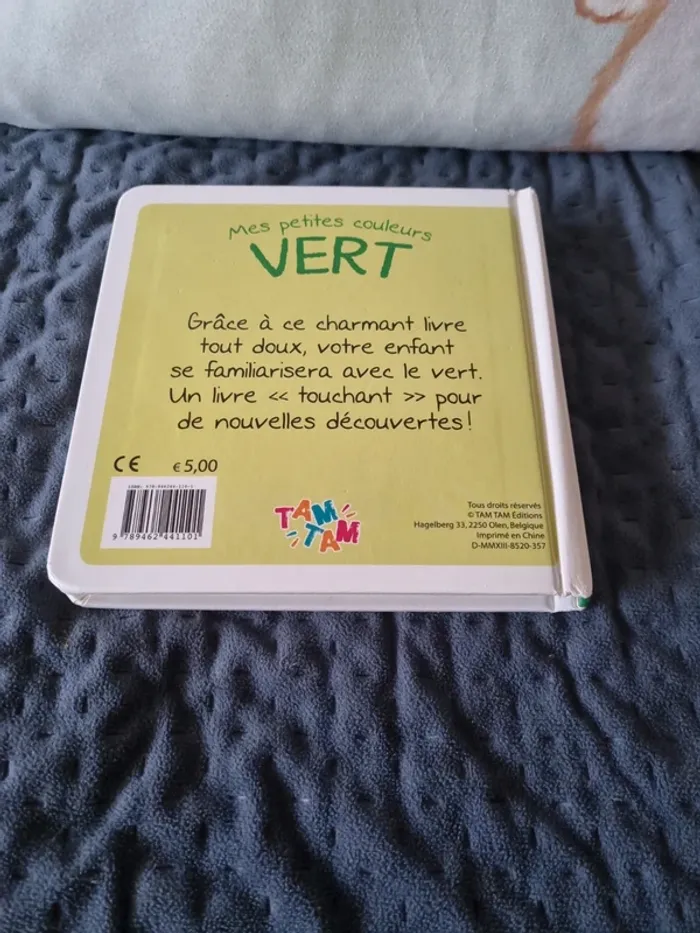 Mes petites couleurs
VERT
Grâce à ce charmant livre
tout doux, votre enfant
se familiarisera avec le vert.
Un livre << touchant >> pour
de nouvelles découvertes!
CE €5,00
9 789462 441101
TAM
TAM
Tous droits réservés
© TAM TAM Éditions
Hagelberg 33, 2250 Olen, Belgique
Imprimé en Chine
D-MMXIII-8520-357